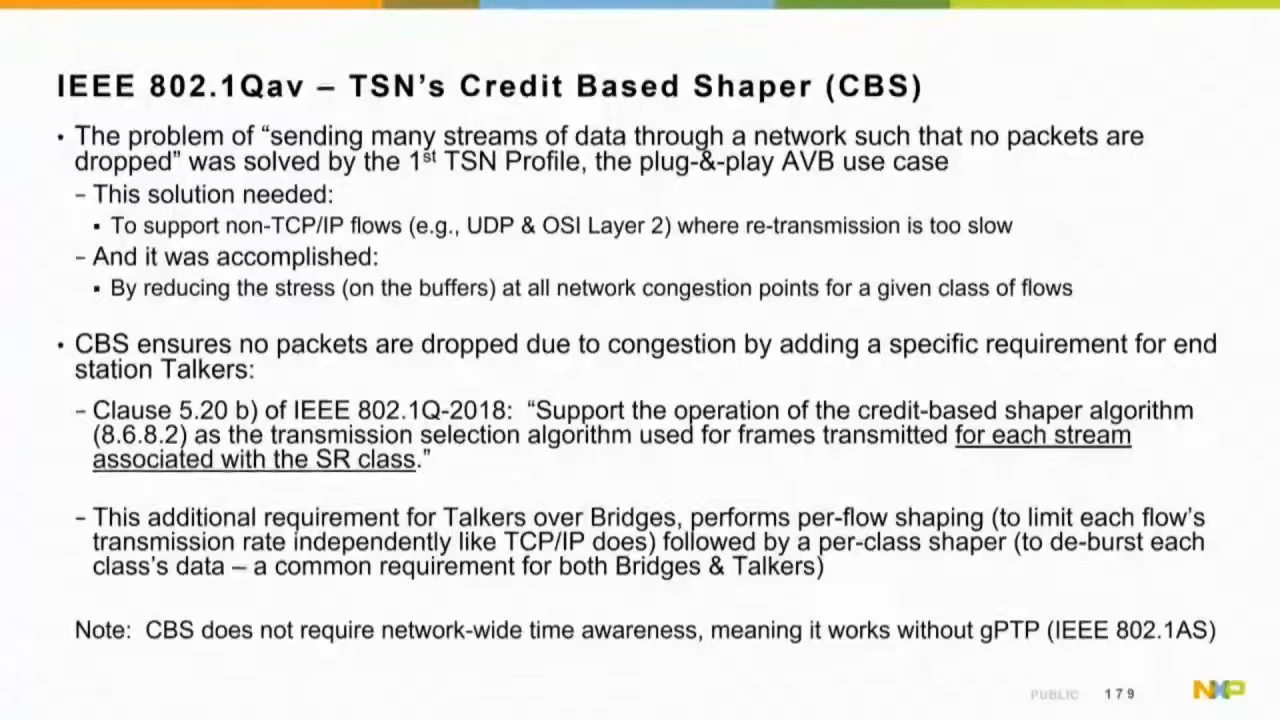 IEEE 802.1Qav – TSN’s Credit Based Shaper (CBS)
• The problem of “sending many streams of data through a network such that no packets are
dropped” was solved by the 1st TSN Profile, the plug-&-play AVB use case
– This solution needed:
▪ To support non-TCP/IP flows (e.g., UDP & OSI Layer 2) where re-transmission is too slow
– And it was accomplished:
▪ By reducing the stress (on the buffers) at all network congestion points for a given class of flows
• CBS ensures no packets are dropped due to congestion by adding a specific requirement for end
station Talkers:
– Clause 5.20 b) of IEEE 802.1Q-2018: “Support the operation of the credit-based shaper algorithm
(8.6.8.2) as the transmission selection algorithm used for frames transmitted for each stream
associated with the SR class.”
– This additional requirement for Talkers over Bridges, performs per-flow shaping (to limit each flow’s
transmission rate independently like TCP/IP does) followed by a per-class shaper (to de-burst each
class’s data – a common requirement for both Bridges & Talkers)
Note: CBS does not require network-wide time awareness, meaning it works without gPTP (IEEE 802.1AS)
PUBLIC 179 NXP